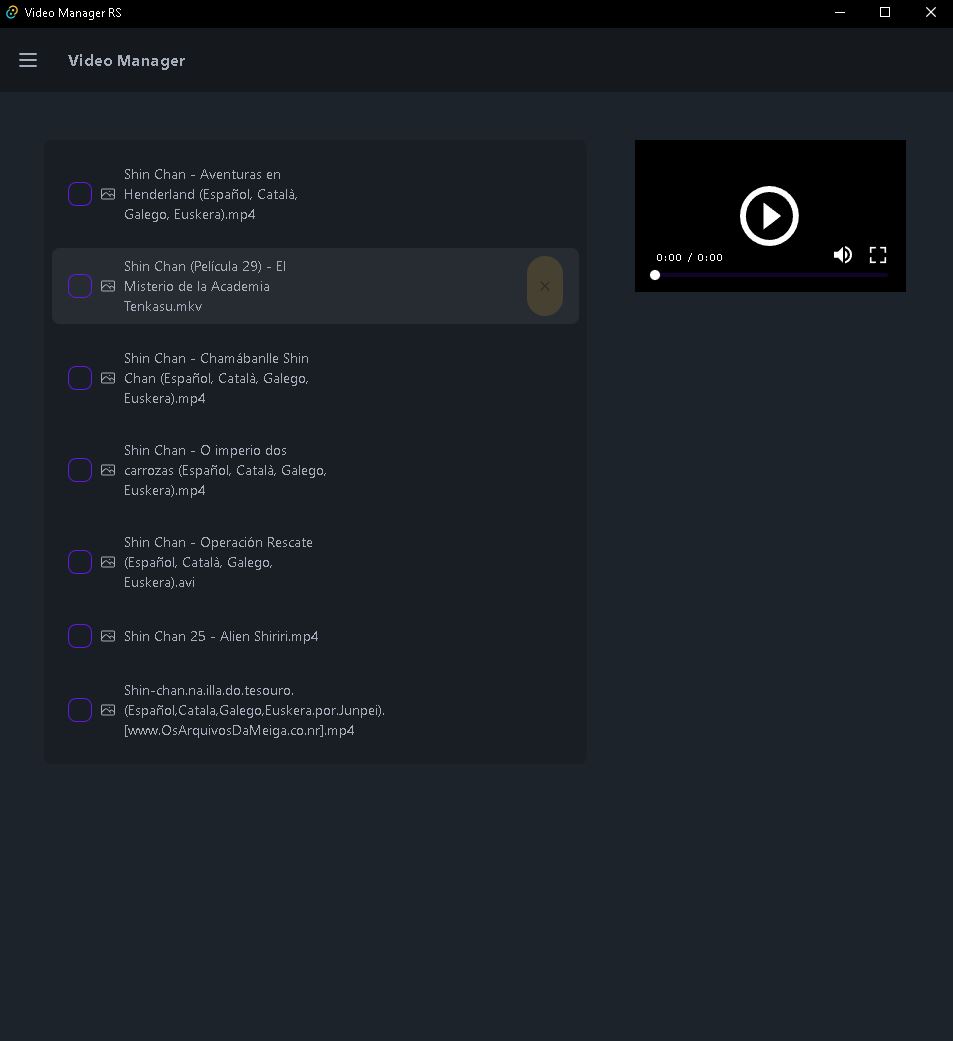 Video Manager RS
Video Manager
Shin Chan - Aventuras en
Henderland (Español, Català,
Galego, Euskera).mp4
Shin Chan (Película 29) - El
Misterio de la Academia
Tenkasu.mkv
Shin Chan - Chamábanlle Shin
Chan (Español, Català, Galego,
Euskera).mp4
Shin Chan - O imperio dos
carrozas (Español, Català, Galego,
Euskera).mp4
Shin Chan - Operación Rescate
(Español, Català, Galego,
Euskera).avi
Shin Chan 25 - Alien Shiriri.mp4
Shin-chan.na.illa.do.tesouro.
(Español,Catala,Galego,Euskera.por.Junpei).
[www.OsArquivosDaMeiga.co.nr].mp4
0:00 / 0:00